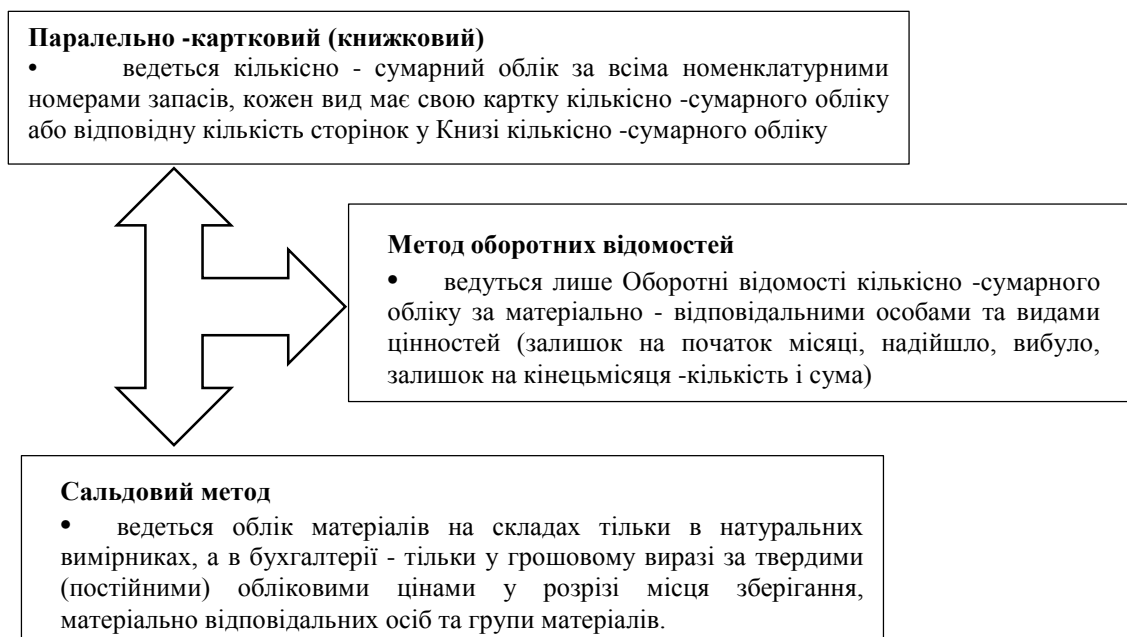 Паралельно -картковий (книжковий)
• ведеться кількісно - сумарний облік за всіма номенклатурними
номерами запасів, кожен вид має свою картку кількісно -сумарного обліку
або відповідну кількість сторінок у Книзі кількісно -сумарного обліку
Метод оборотних відомостей
• ведуться лише Оборотні відомості кількісно -сумарного
обліку за матеріально - відповідальними особами та видами
цінностей (залишок на початок місяці, надійшло, вибуло,
залишок на кінецьмісяця -кількість і сума)
Сальдовий метод
• ведеться облік матеріалів на складах тільки в натуральних
вимірниках, а в бухгалтерії - тільки у грошовому виразі за твердими
(постійними) обліковими цінами у розрізі місця зберігання,
матеріально відповідальних осіб та групи матеріалів.